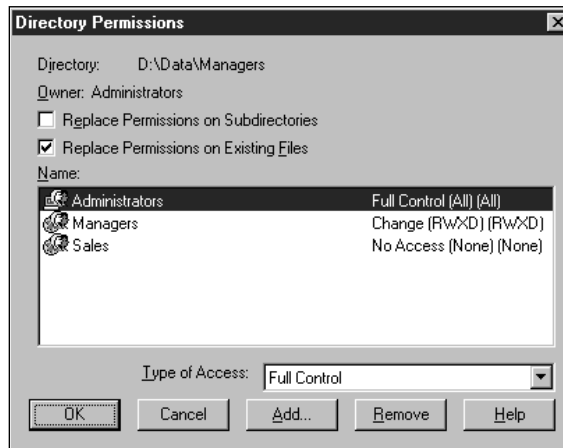 Directory Permissions
Directory: D:\Data\Managers
Owner: Administrators
Replace Permissions on Subdirectories
Replace Permissions on Existing Files
Name:
Administrators Full Control (All) (All)
Managers Change (RWXD) (RWXD)
Sales No Access (None) (None)
Type of Access: Full Control
OK Cancel Add... Remove Help